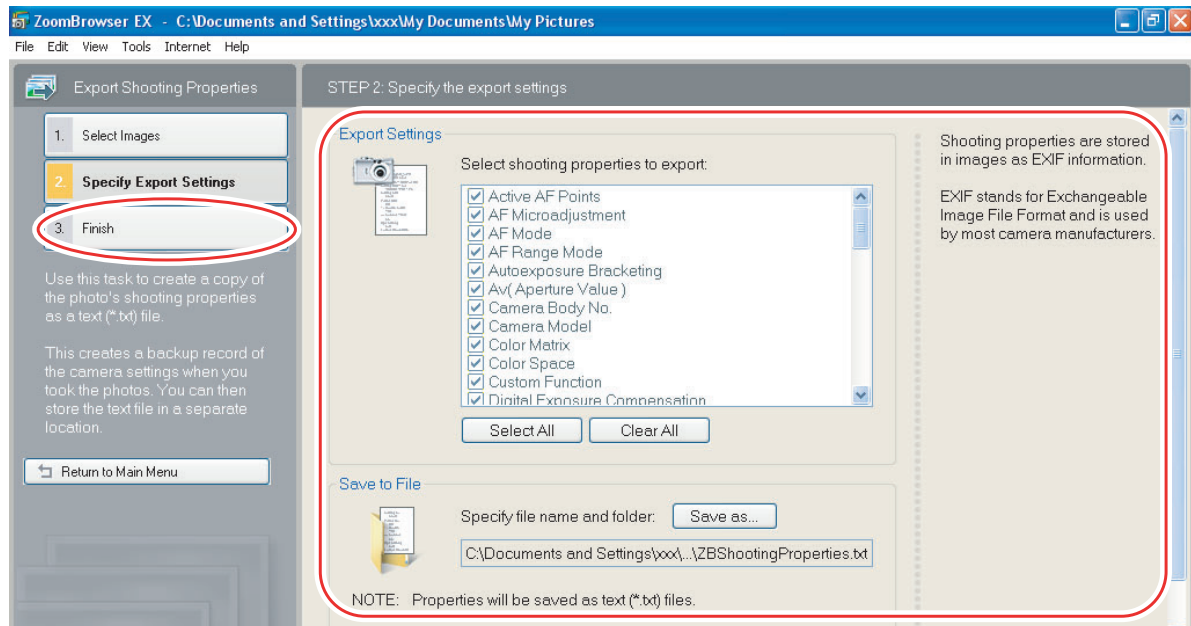 ZoomBrowser EX - C:\Documents and Settings\xxx\My Documents\My Pictures
File Edit View Tools Internet Help
Export Shooting Properties
1. Select Images
2. Specify Export Settings
3. Finish
Use this task to create a copy of
the photo's shooting properties
as a text (*.txt) file.
This creates a backup record of
the camera settings when you
took the photos. You can then
store the text file in a separate
location.
Return to Main Menu
STEP 2: Specify the export settings
Export Settings
Select shooting properties to export:
Active AF Points
AF Microadjustment
AF Mode
AF Range Mode
Autoexposure Bracketing
Av( Aperture Value )
Camera Body No.
Camera Model
Color Matrix
Color Space
Custom Function
Digital Exposure Compensation
Select All Clear All
Save to File
Specify file name and folder: Save as...
C:\Documents and Settings\xxx\...\ZBShootingProperties.txt
NOTE: Properties will be saved as text (*.txt) files.
Shooting properties are stored
in images as EXIF information.
EXIF stands for Exchangeable
Image File Format and is used
by most camera manufacturers.